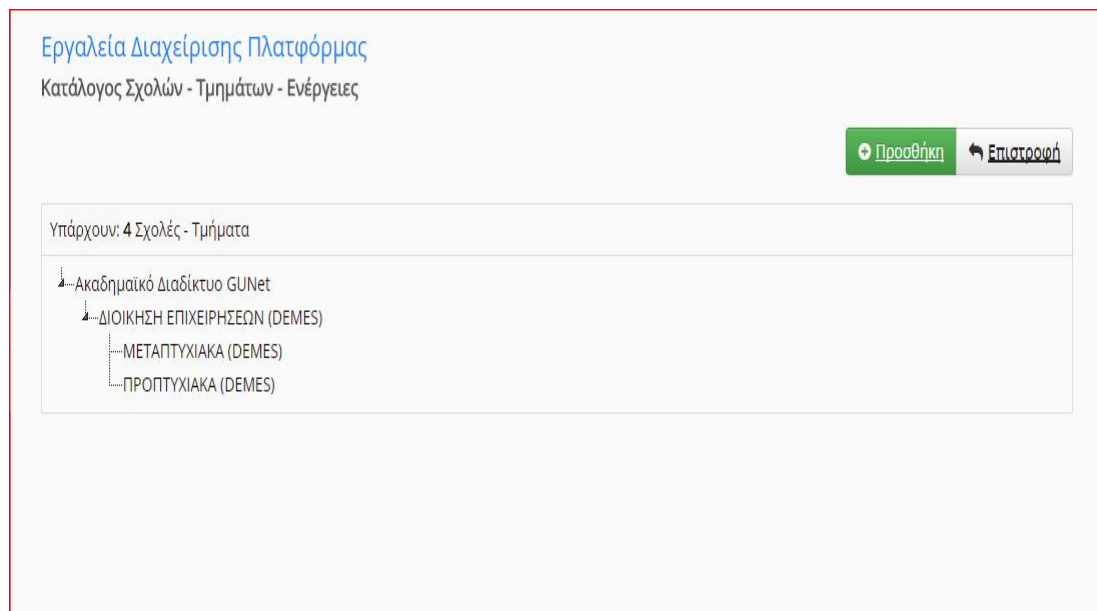 Εργαλεία Διαχείρισης Πλατφόρμας
Κατάλογος Σχολών - Τμημάτων - Ενέργειες
Προσθήκη Επιστροφή
Υπάρχουν: 4 Σχολές - Τμήματα
Ακαδημαϊκό Διαδίκτυο GUNet
ΔΙΟΙΚΗΣΗ ΕΠΙΧΕΙΡΗΣΕΩΝ (DEMES)
ΜΕΤΑΠΤΥΧΙΑΚΑ (DEMES)
ΠΡΟΠΤΥΧΙΑΚΑ (DEMES)